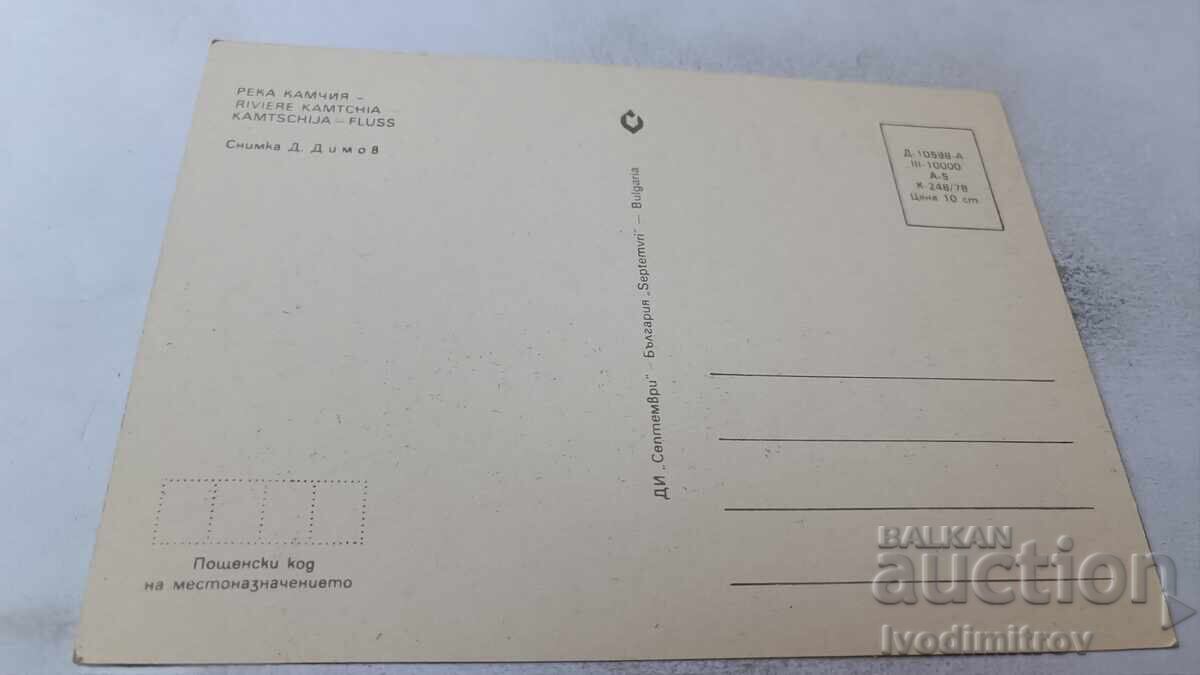 РЕКА КАМЧИЯ –
RIVIERE KAMTCHIA –
KAMTSCHIJA – FLUSS
Снимка Д. Димов
ДИ „Септември" – България „Septemvri" – Bulgaria
Д-10598-А
III-10000
А-5
К-248/78
Цена 10 ст.
Пощенски код
на местоназначението
BALKAN
auction
Ivodimitrov